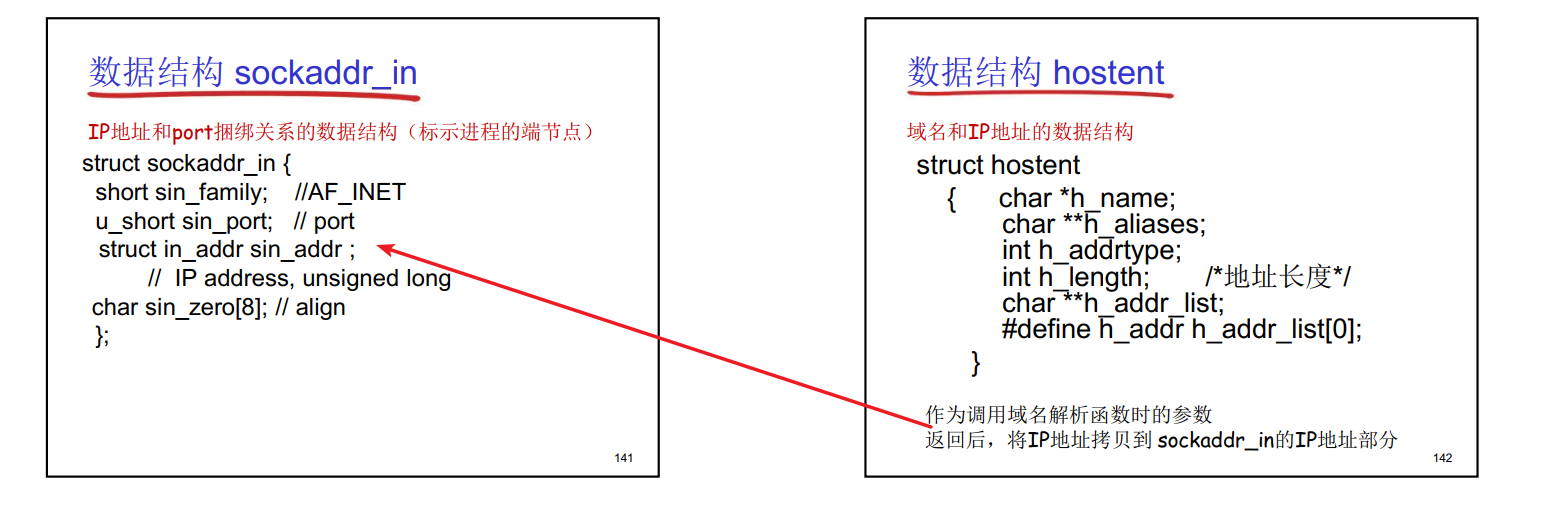 数据结构 sockaddr_in
IP地址和port捆绑关系的数据结构（标示进程的端节点）
struct sockaddr_in {
short sin_family; //AF_INET
u_short sin_port; // port
struct in_addr sin_addr ;
// IP address, unsigned long
char sin_zero[8]; // align
};
141
数据结构 hostent
域名和IP地址的数据结构
struct hostent
{ char *h_name;
char **h_aliases;
int h_addrtype;
int h_length; /*地址长度*/
char **h_addr_list;
#define h_addr h_addr_list[0];
}
作为调用域名解析函数时的参数
返回后，将IP地址拷贝到 sockaddr_in的IP地址部分
142